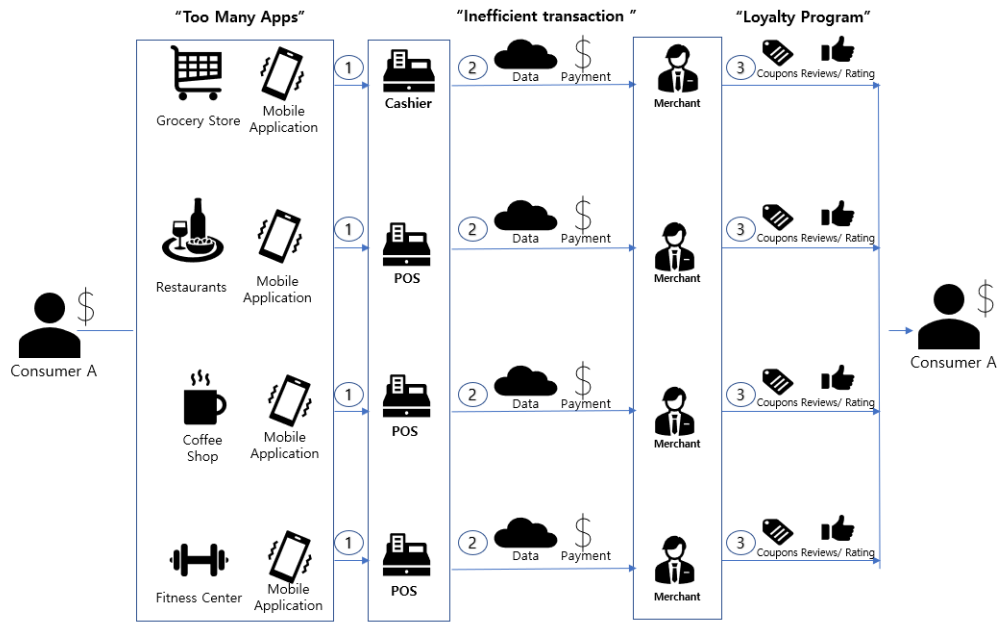 “Too Many Apps”
“Inefficient transaction ”
“Loyalty Program”
1
2
Data
$
Payment
3
Coupons Reviews/ Rating
Cashier
Merchant
Grocery Store
Mobile
Application
1
2
Data
$
Payment
3
Coupons Reviews/ Rating
POS
Merchant
Restaurants
Mobile
Application
$
Consumer A
$
Consumer A
1
2
Data
$
Payment
3
Coupons Reviews/ Rating
POS
Merchant
Coffee
Shop
Mobile
Application
1
2
Data
$
Payment
3
Coupons Reviews/ Rating
POS
Merchant
Fitness Center
Mobile
Application